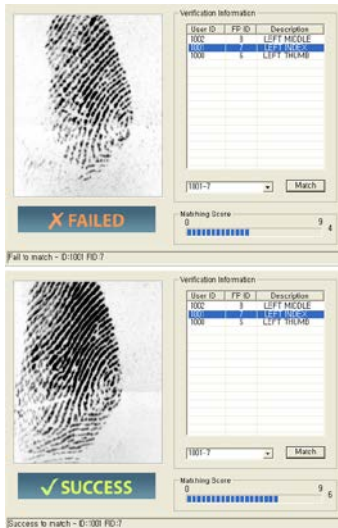 Verification Information
User ID FP ID Description
1002 8 LEFT MIDDLE
1001 7 LEFT INDEX
1008 6 LEFT THUMB
1001-7 Match
✗ FAILED
Matching Score
0 9 4
Fail to match - ID:1001 FID:7
Verification Information
User ID FP ID Description
1002 8 LEFT MIDDLE
1001 7 LEFT INDEX
LEFT THUMB
1001-7 Match
✓ SUCCESS
Matching Score
0 9 6
Success to match - ID:1001 FID:7